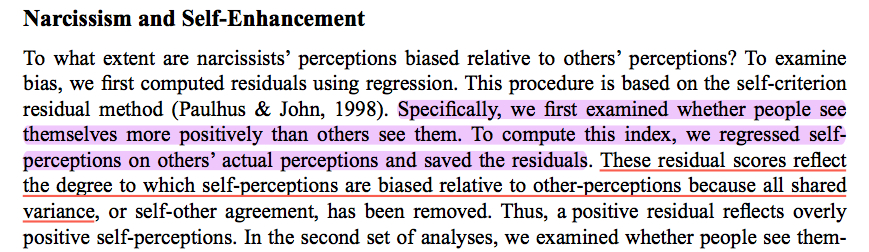 Narcissism and Self-Enhancement
To what extent are narcissists’ perceptions biased relative to others’ perceptions? To examine
bias, we first computed residuals using regression. This procedure is based on the self-criterion
residual method (Paulhus & John, 1998). Specifically, we first examined whether people see
themselves more positively than others see them. To compute this index, we regressed self-
perceptions on others’ actual perceptions and saved the residuals. These residual scores reflect
the degree to which self-perceptions are biased relative to other-perceptions because all shared
variance, or self-other agreement, has been removed. Thus, a positive residual reflects overly
positive self-perceptions. In the second set of analyses, we examined whether people see them-